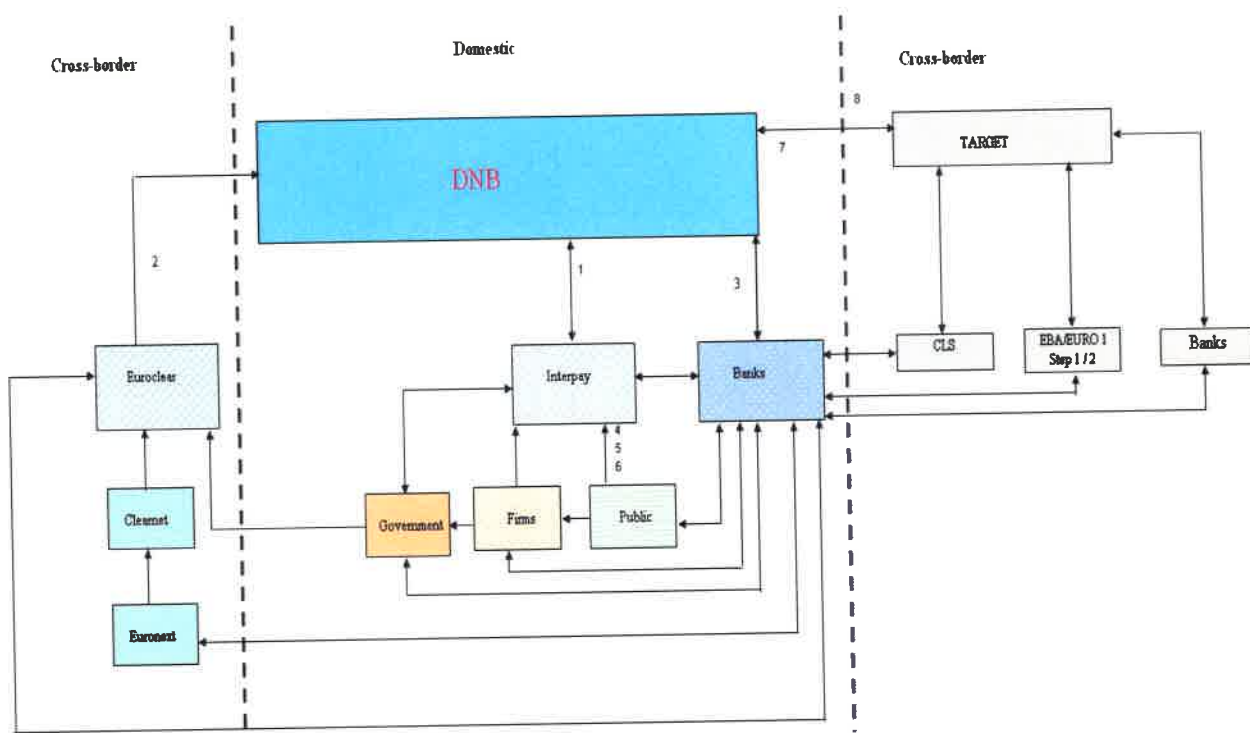 Cross-border
Domestic
Cross-border
8
TARGET
7
DNB
2
1
3
Euroclear
Interpay
Banks
CLS
EBA/EURO 1
Step 1 / 2
Banks
4
5
6
Clearnet
Government
Firms
Public
Euronext